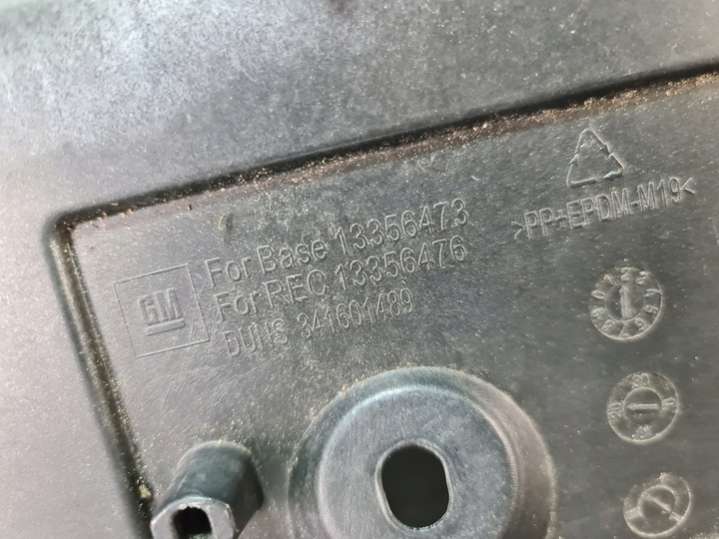 GM
For Base 13356473
For REC 13356476
DUNS 341601489
>PP+EPDM-M19<